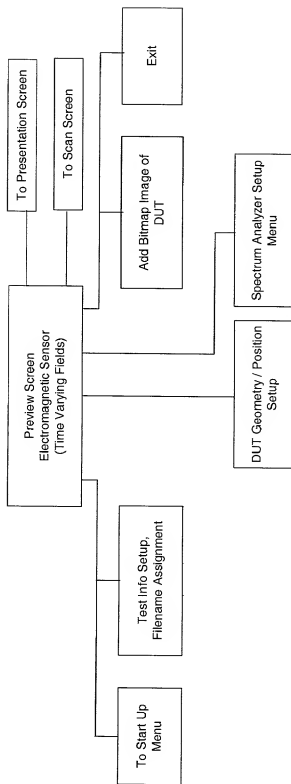 Preview Screen
Electromagnetic Sensor
(Time Varying Fields)
To Presentation Screen
To Scan Screen
To Start Up
Menu
Test Info Setup,
Filename Assignment
Add Bitmap Image of
DUT
Exit
DUT Geometry / Position
Setup
Spectrum Analyzer Setup
Menu